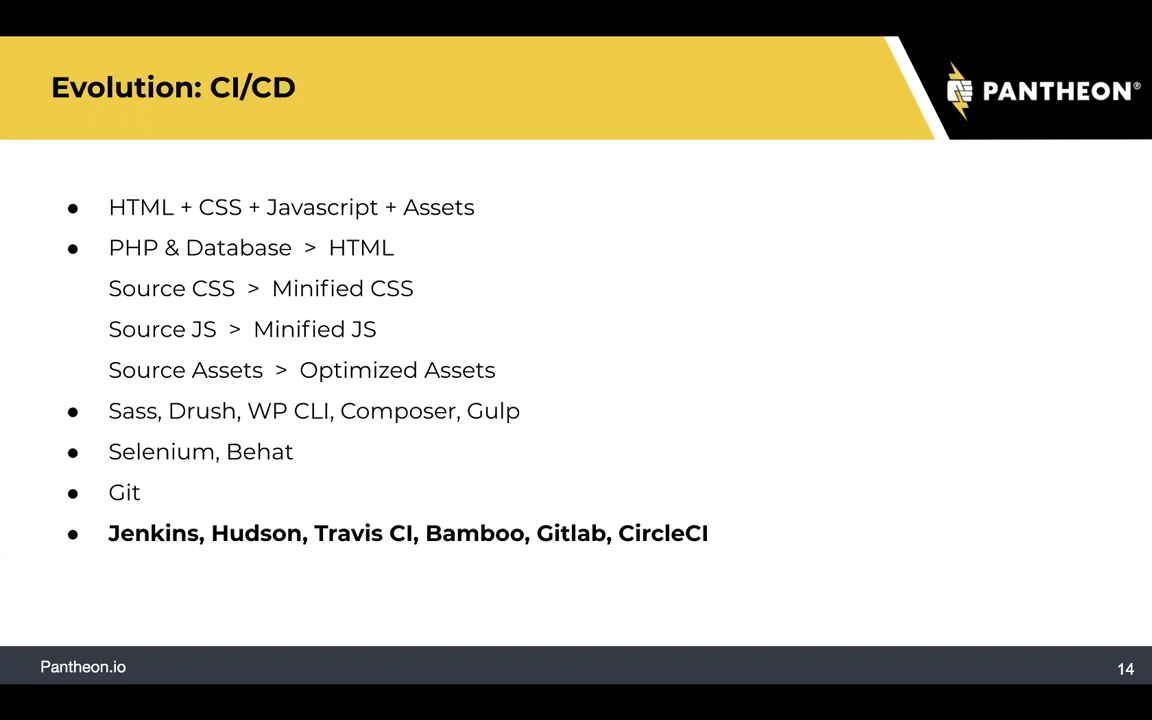 Evolution: CI/CD
PANTHEON®
● HTML + CSS + Javascript + Assets
● PHP & Database > HTML
Source CSS > Minified CSS
Source JS > Minified JS
Source Assets > Optimized Assets
● Sass, Drush, WP CLI, Composer, Gulp
● Selenium, Behat
● Git
● Jenkins, Hudson, Travis CI, Bamboo, Gitlab, CircleCI
Pantheon.io
14